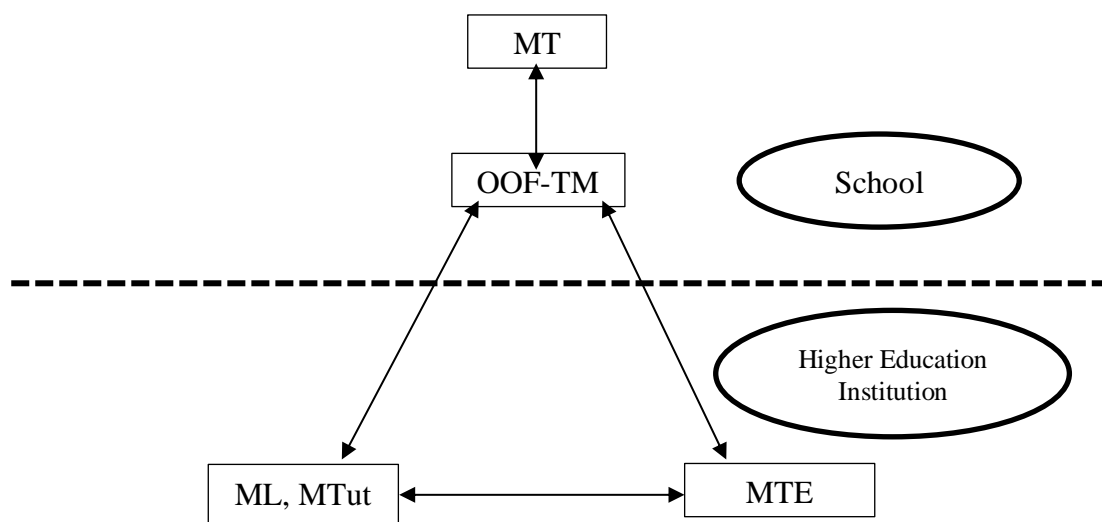 MT
OOF-TM
School
Higher Education
Institution
ML, MTut
MTE